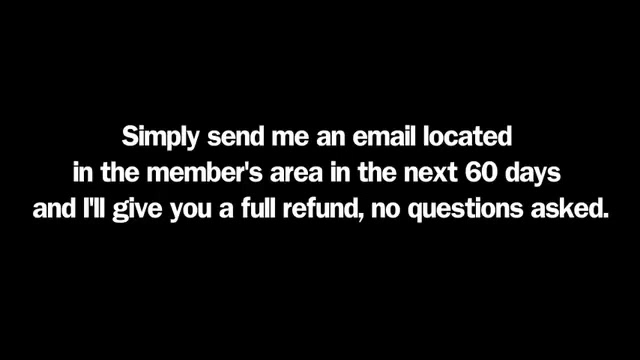 Simply send me an email located
in the member's area in the next 60 days
and I'll give you a full refund, no questions asked.